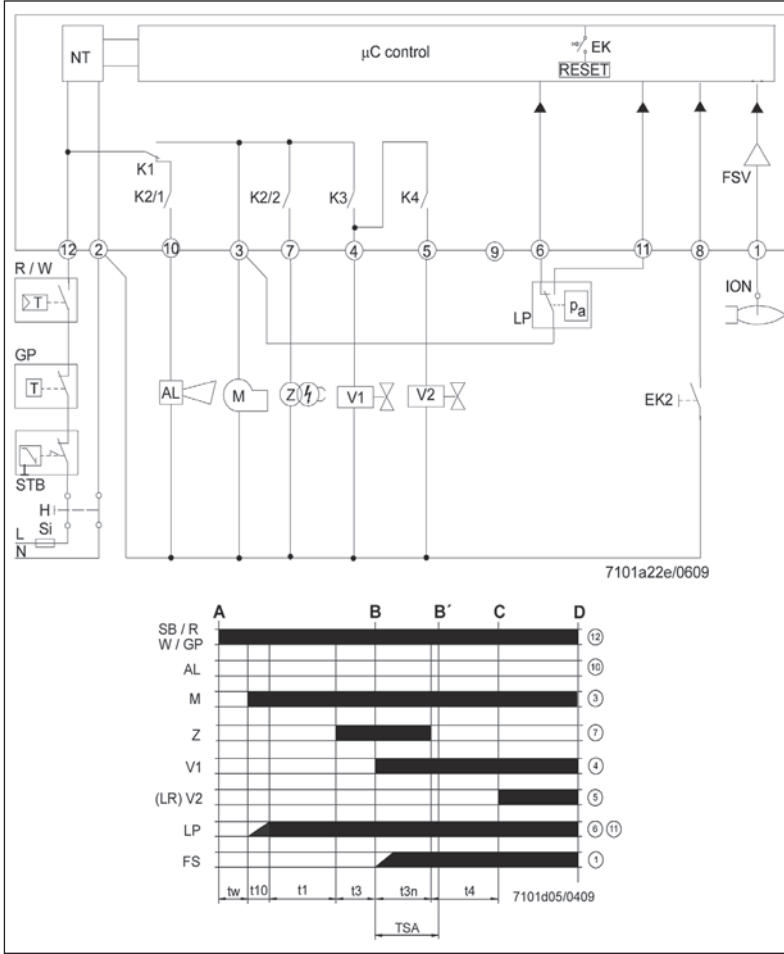 NT
µC control
EK
RESET
K1
K2/1
K2/2
K3
K4
FSV
12 2 10 3 7 4 5 9 6 11 8 1
R / W
T
GP
T
STB
H
Si
L
N
AL
M
Z
V1
V2
LP
pa
ION
EK2
7101a22e/0609
A B B´ C D
SB / R
W / GP
12
AL
10
M
3
Z
7
V1
4
(LR) V2
5
LP
6 11
FS
1
tw t10 t1 t3 t3n t4
7101d05/0409
TSA